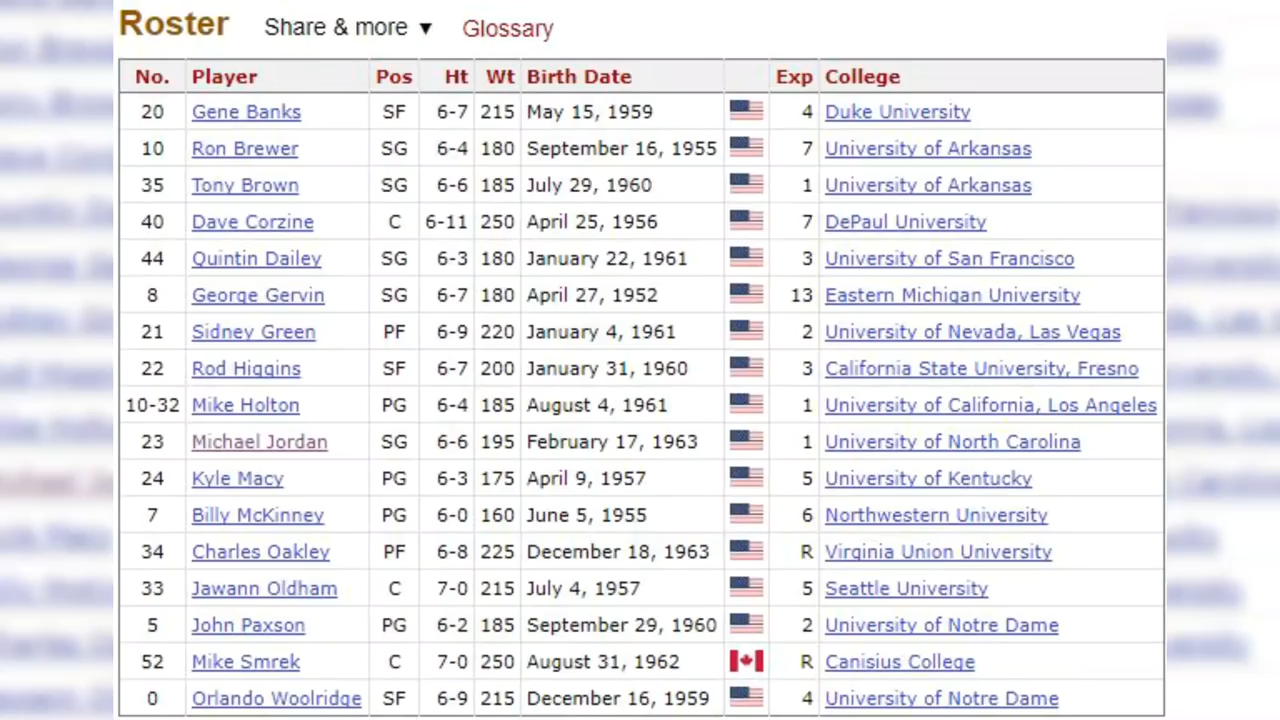 Roster Share & more ▼ Glossary
No. Player Pos Ht Wt Birth Date Exp College
20 Gene Banks SF 6-7 215 May 15, 1959 4 Duke University
10 Ron Brewer SG 6-4 180 September 16, 1955 7 University of Arkansas
35 Tony Brown SG 6-6 185 July 29, 1960 1 University of Arkansas
40 Dave Corzine C 6-11 250 April 25, 1956 7 DePaul University
44 Quintin Dailey SG 6-3 180 January 22, 1961 3 University of San Francisco
8 George Gervin SG 6-7 180 April 27, 1952 13 Eastern Michigan University
21 Sidney Green PF 6-9 220 January 4, 1961 2 University of Nevada, Las Vegas
22 Rod Higgins SF 6-7 200 January 31, 1960 3 California State University, Fresno
10-32 Mike Holton PG 6-4 185 August 4, 1961 1 University of California, Los Angeles
23 Michael Jordan SG 6-6 195 February 17, 1963 1 University of North Carolina
24 Kyle Macy PG 6-3 175 April 9, 1957 5 University of Kentucky
7 Billy McKinney PG 6-0 160 June 5, 1955 6 Northwestern University
34 Charles Oakley PF 6-8 225 December 18, 1963 R Virginia Union University
33 Jawann Oldham C 7-0 215 July 4, 1957 5 Seattle University
5 John Paxson PG 6-2 185 September 29, 1960 2 University of Notre Dame
52 Mike Smrek C 7-0 250 August 31, 1962 R Canisius College
0 Orlando Woolridge SF 6-9 215 December 16, 1959 4 University of Notre Dame